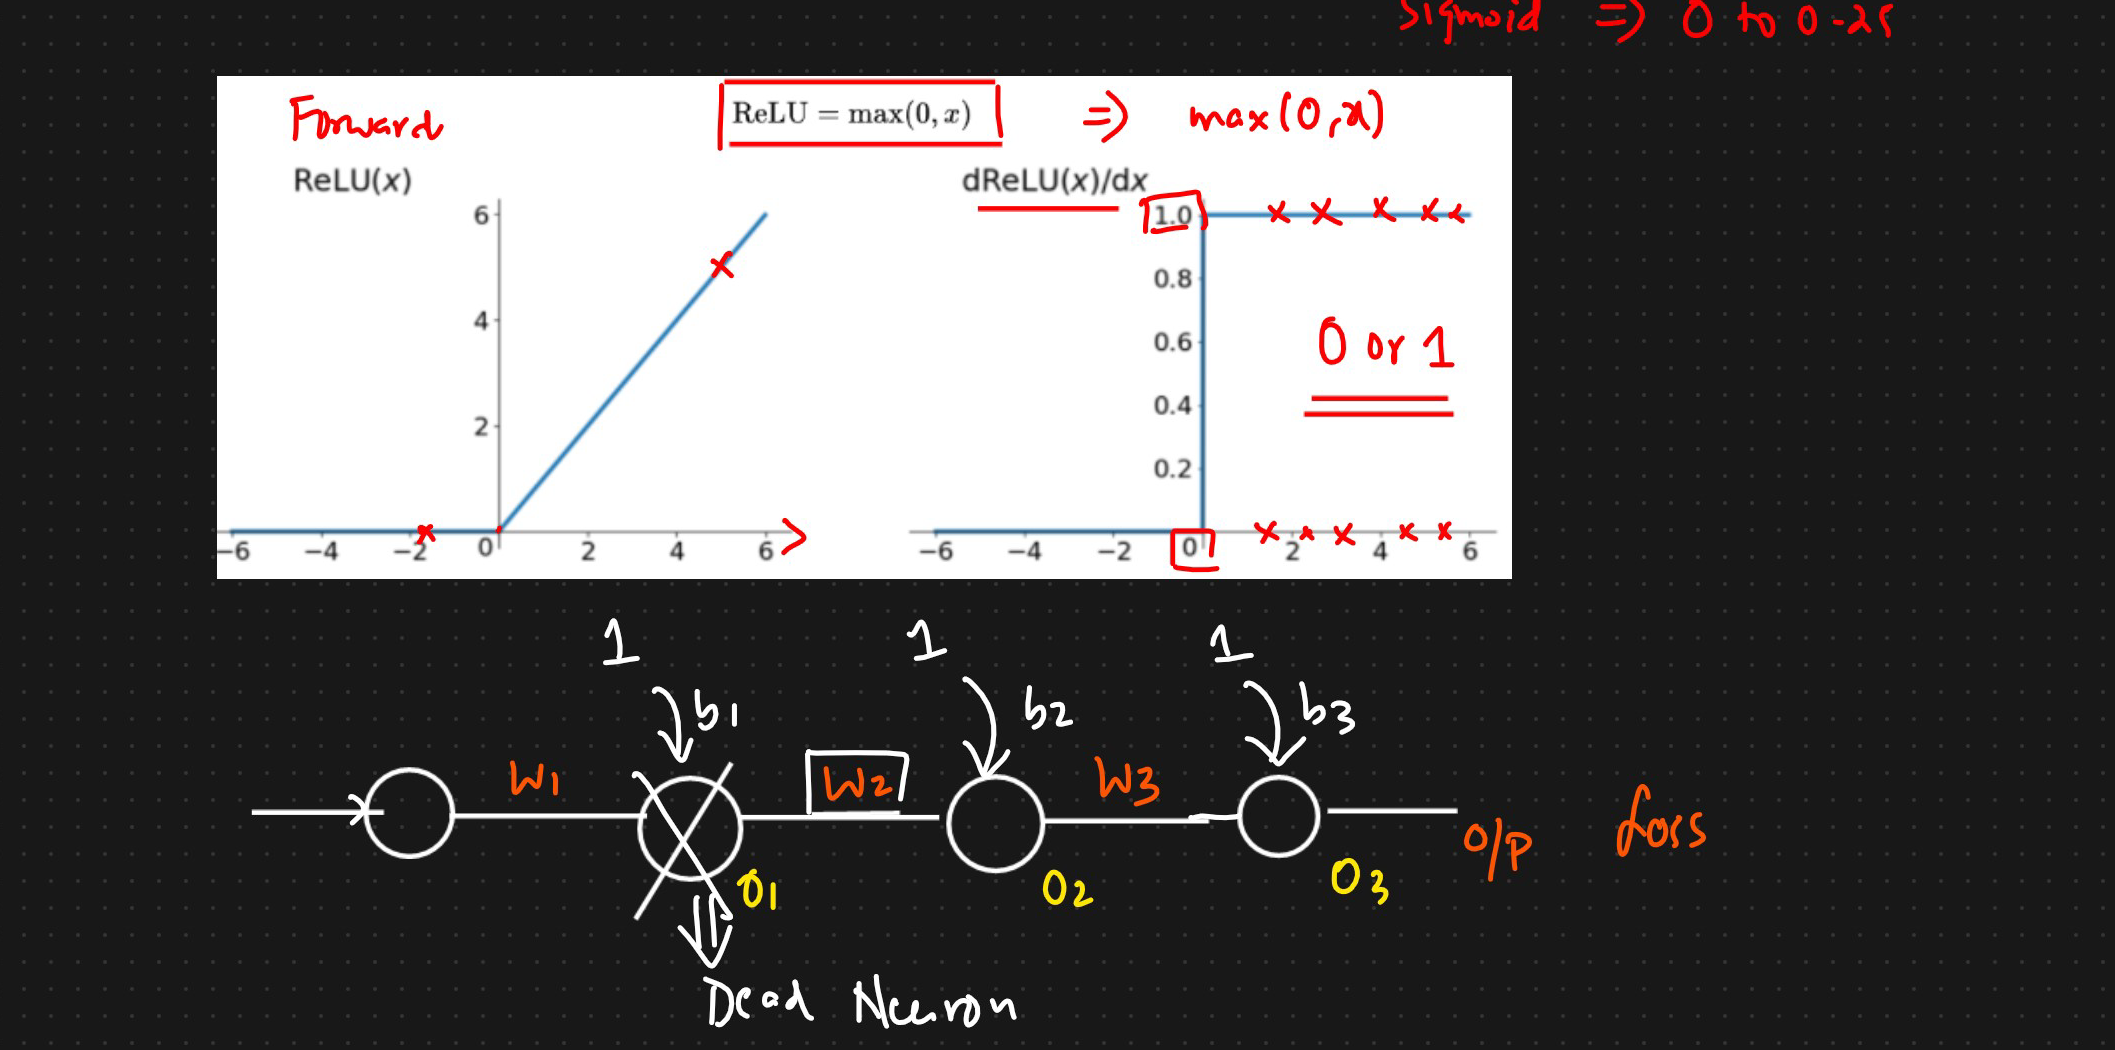 Sigmoid ⇒ 0 to 0-25
Forward
ReLU = max(0, x) ⇒ max(0,x)
ReLU(x)
6
4
2
−6 −4 −2 0 2 4 6
dReLU(x)/dx
1.0
0.8
0.6
0.4
0.2
−6 −4 −2 0 2 4 6
0 or 1
1 1 1
b1 b2 b3
W1 W2 W3
O1 O2 O3 O/P Loss
Dead Neuron